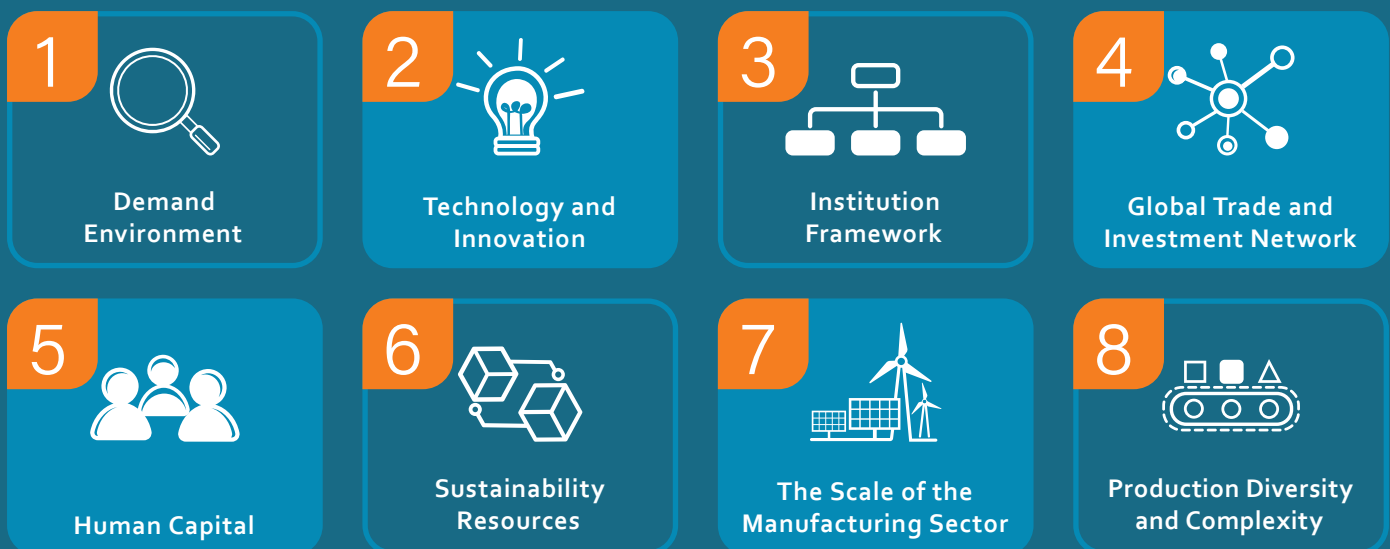 1
Demand
Environment
2
Technology and
Innovation
3
Institution
Framework
4
Global Trade and
Investment Network
5
Human Capital
6
Sustainability
Resources
7
The Scale of the
Manufacturing Sector
8
Production Diversity
and Complexity